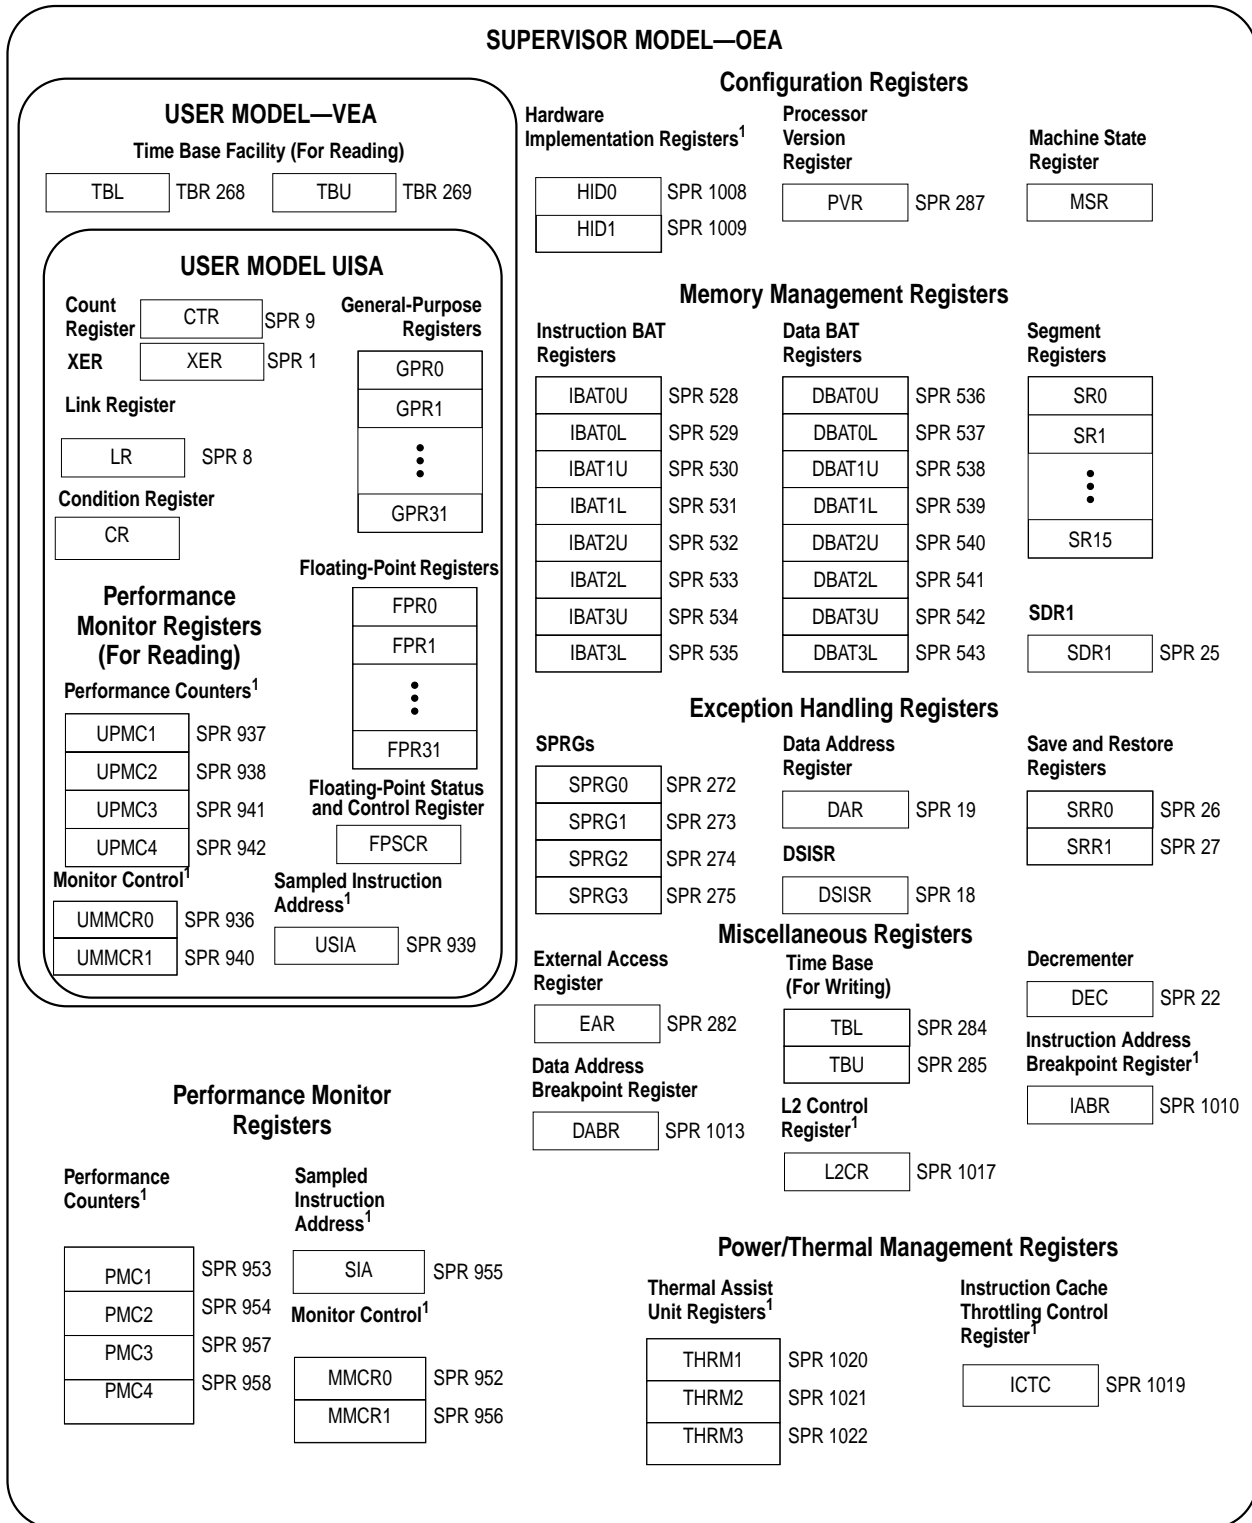 SUPERVISOR MODEL—OEA
USER MODEL—VEA
Time Base Facility (For Reading)
TBL TBR 268 TBU TBR 269
USER MODEL UISA
Count
Register
CTR SPR 9
XER XER SPR 1
Link Register
LR SPR 8
Condition Register
CR
General-Purpose
Registers
GPR0
GPR1
GPR31
Floating-Point Registers
FPR0
FPR1
FPR31
Floating-Point Status
and Control Register
FPSCR
Performance
Monitor Registers
(For Reading)
Performance Counters1
UPMC1 SPR 937
UPMC2 SPR 938
UPMC3 SPR 941
UPMC4 SPR 942
Monitor Control1
UMMCR0 SPR 936
UMMCR1 SPR 940
Sampled Instruction
Address1
USIA SPR 939
Configuration Registers
Hardware
Implementation Registers1
HID0 SPR 1008
HID1 SPR 1009
Processor
Version
Register
PVR SPR 287
Machine State
Register
MSR
Memory Management Registers
Instruction BAT
Registers
IBAT0U SPR 528
IBAT0L SPR 529
IBAT1U SPR 530
IBAT1L SPR 531
IBAT2U SPR 532
IBAT2L SPR 533
IBAT3U SPR 534
IBAT3L SPR 535
Data BAT
Registers
DBAT0U SPR 536
DBAT0L SPR 537
DBAT1U SPR 538
DBAT1L SPR 539
DBAT2U SPR 540
DBAT2L SPR 541
DBAT3U SPR 542
DBAT3L SPR 543
Segment
Registers
SR0
SR1
SR15
SDR1
SDR1 SPR 25
Exception Handling Registers
SPRGs
SPRG0 SPR 272
SPRG1 SPR 273
SPRG2 SPR 274
SPRG3 SPR 275
Data Address
Register
DAR SPR 19
DSISR
DSISR SPR 18
Save and Restore
Registers
SRR0 SPR 26
SRR1 SPR 27
Miscellaneous Registers
External Access
Register
EAR SPR 282
Data Address
Breakpoint Register
DABR SPR 1013
Time Base
(For Writing)
TBL SPR 284
TBU SPR 285
L2 Control
Register1
L2CR SPR 1017
Decrementer
DEC SPR 22
Instruction Address
Breakpoint Register1
IABR SPR 1010
Performance Monitor
Registers
Performance
Counters1
PMC1 SPR 953
PMC2 SPR 954
PMC3 SPR 957
PMC4 SPR 958
Sampled
Instruction
Address1
SIA SPR 955
Monitor Control1
MMCR0 SPR 952
MMCR1 SPR 956
Power/Thermal Management Registers
Thermal Assist
Unit Registers1
THRM1 SPR 1020
THRM2 SPR 1021
THRM3 SPR 1022
Instruction Cache
Throttling Control
Register1
ICTC SPR 1019